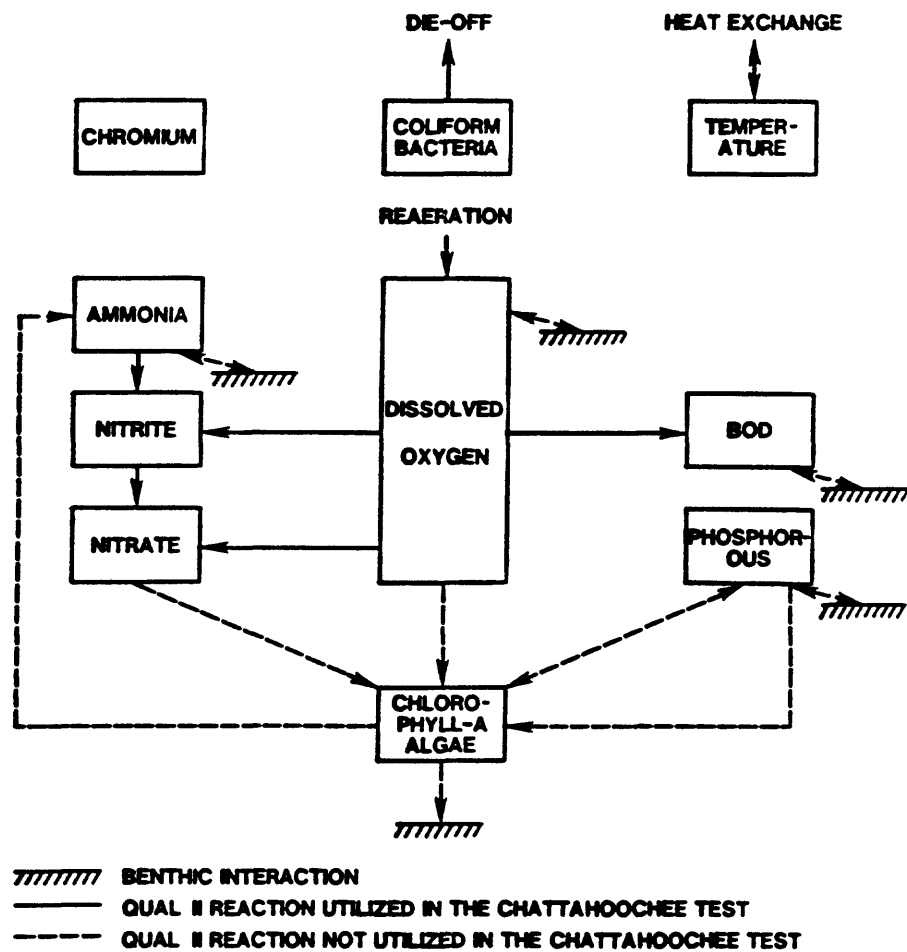 DIE-OFF
HEAT EXCHANGE
CHROMIUM
COLIFORM
BACTERIA
TEMPER-
ATURE
REAERATION
AMMONIA
NITRITE
NITRATE
DISSOLVED
OXYGEN
BOD
PHOSPHOR-
OUS
CHLORO-
PHYLL-A
ALGAE
BENTHIC INTERACTION
QUAL II REACTION UTILIZED IN THE CHATTAHOOCHEE TEST
QUAL II REACTION NOT UTILIZED IN THE CHATTAHOOCHEE TEST